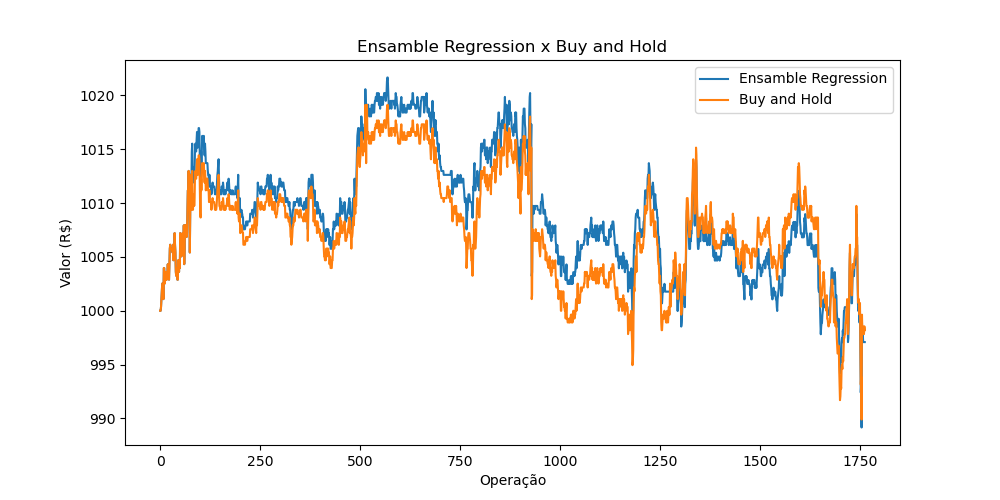 Ensamble Regression x Buy and Hold
Ensamble Regression
Buy and Hold
Valor (R$)
1020
1015
1010
1005
1000
995
990
0 250 500 750 1000 1250 1500 1750
Operação